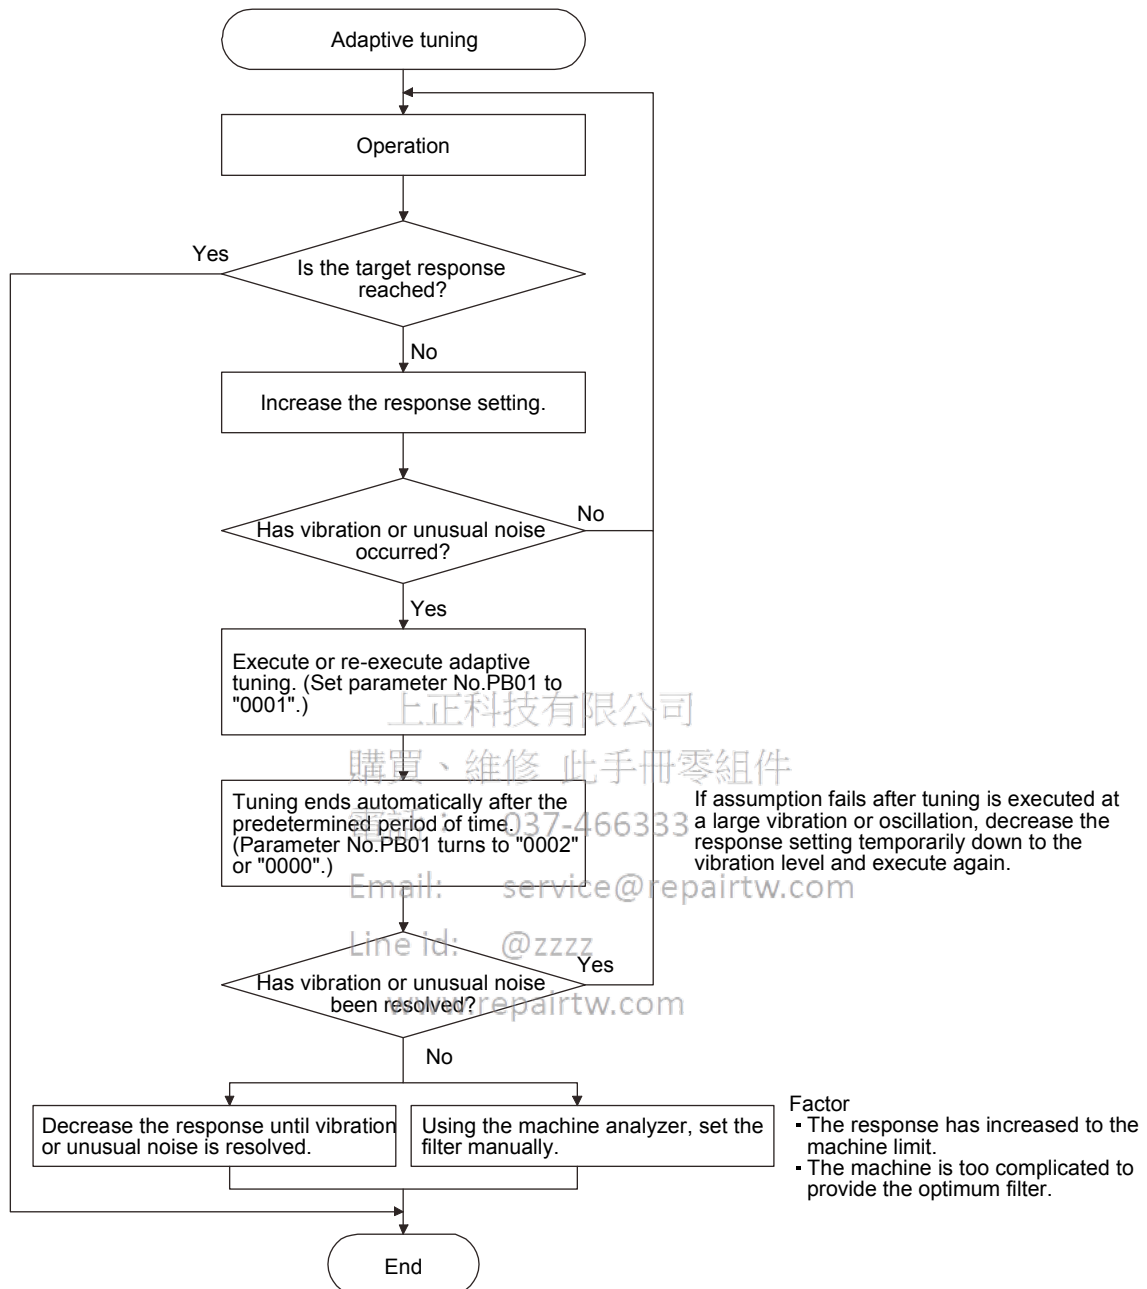 Adaptive tuning
Operation
Yes
Is the target response
reached?
No
Increase the response setting.
Has vibration or unusual noise
occurred?
No
Yes
Execute or re-execute adaptive
tuning. (Set parameter No.PB01 to
"0001".)
上正科技有限公司
購買、維修 此手冊零組件
Tuning ends automatically after the
predetermined period of time.
(Parameter No.PB01 turns to "0002"
or "0000".)
電話： 037-466333
If assumption fails after tuning is executed at
a large vibration or oscillation, decrease the
response setting temporarily down to the
vibration level and execute again.
Email: service@repairtw.com
Line id: @zzzz
Yes
Has vibration or unusual noise
been resolved?
www.repairtw.com
No
Decrease the response until vibration
or unusual noise is resolved.
Using the machine analyzer, set the
filter manually.
Factor
- The response has increased to the
machine limit.
- The machine is too complicated to
provide the optimum filter.
End